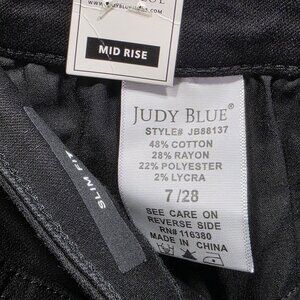 MID RISE
JUDY BLUE®
STYLE# JB88137
48% COTTON
28% RAYON
22% POLYESTER
2% LYCRA
7/28
SEE CARE ON
REVERSE SIDE
RN# 116380
MADE IN CHINA
SLIM FIT